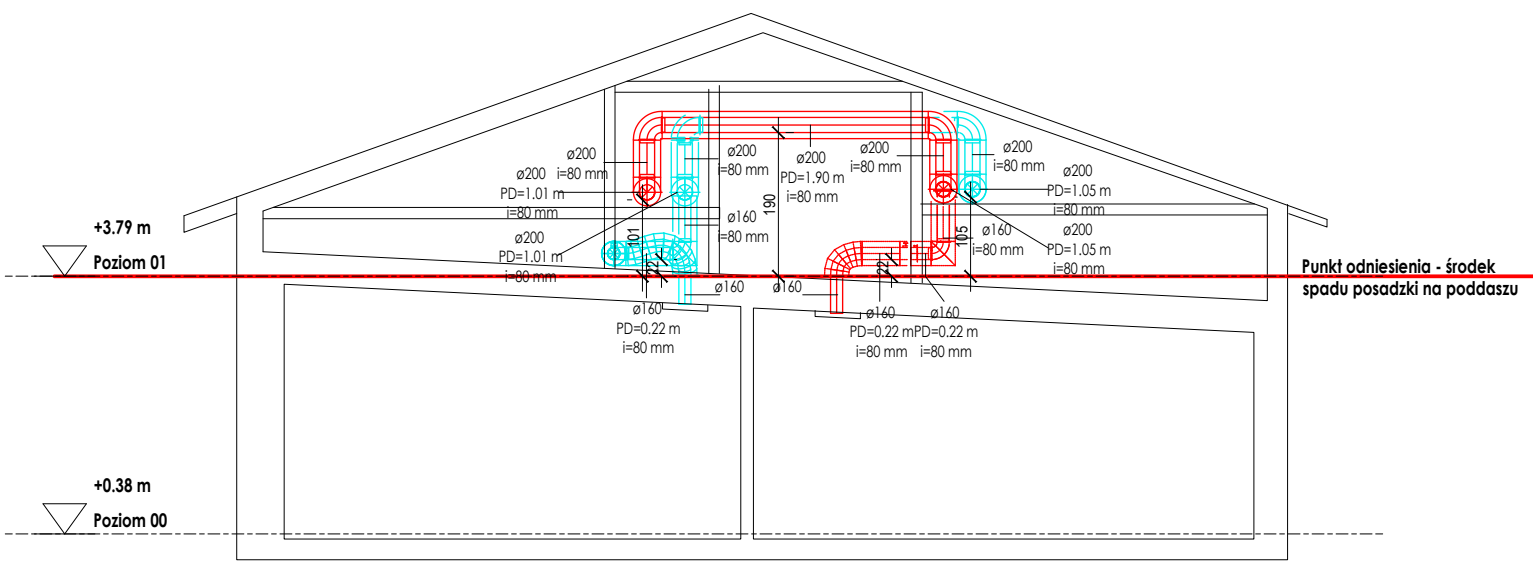 +3.79 m
Poziom 01
ø200
i=80 mm
ø200
PD=1.01 m
i=80 mm
ø200
PD=1.01 m
i=80 mm
ø200
i=80 mm
ø160
i=80 mm
ø200
PD=1.90 m
i=80 mm
ø200
i=80 mm
ø200
i=80 mm
ø200
PD=1.05 m
i=80 mm
ø160
i=80 mm
ø200
PD=1.05 m
i=80 mm
101
22
190
22
105
ø160
ø160
ø160
PD=0.22 m
i=80 mm
ø160
PD=0.22 m
i=80 mm
ø160
PD=0.22 m
i=80 mm
Punkt odniesienia - środek
spadu posadzki na poddaszu
+0.38 m
Poziom 00